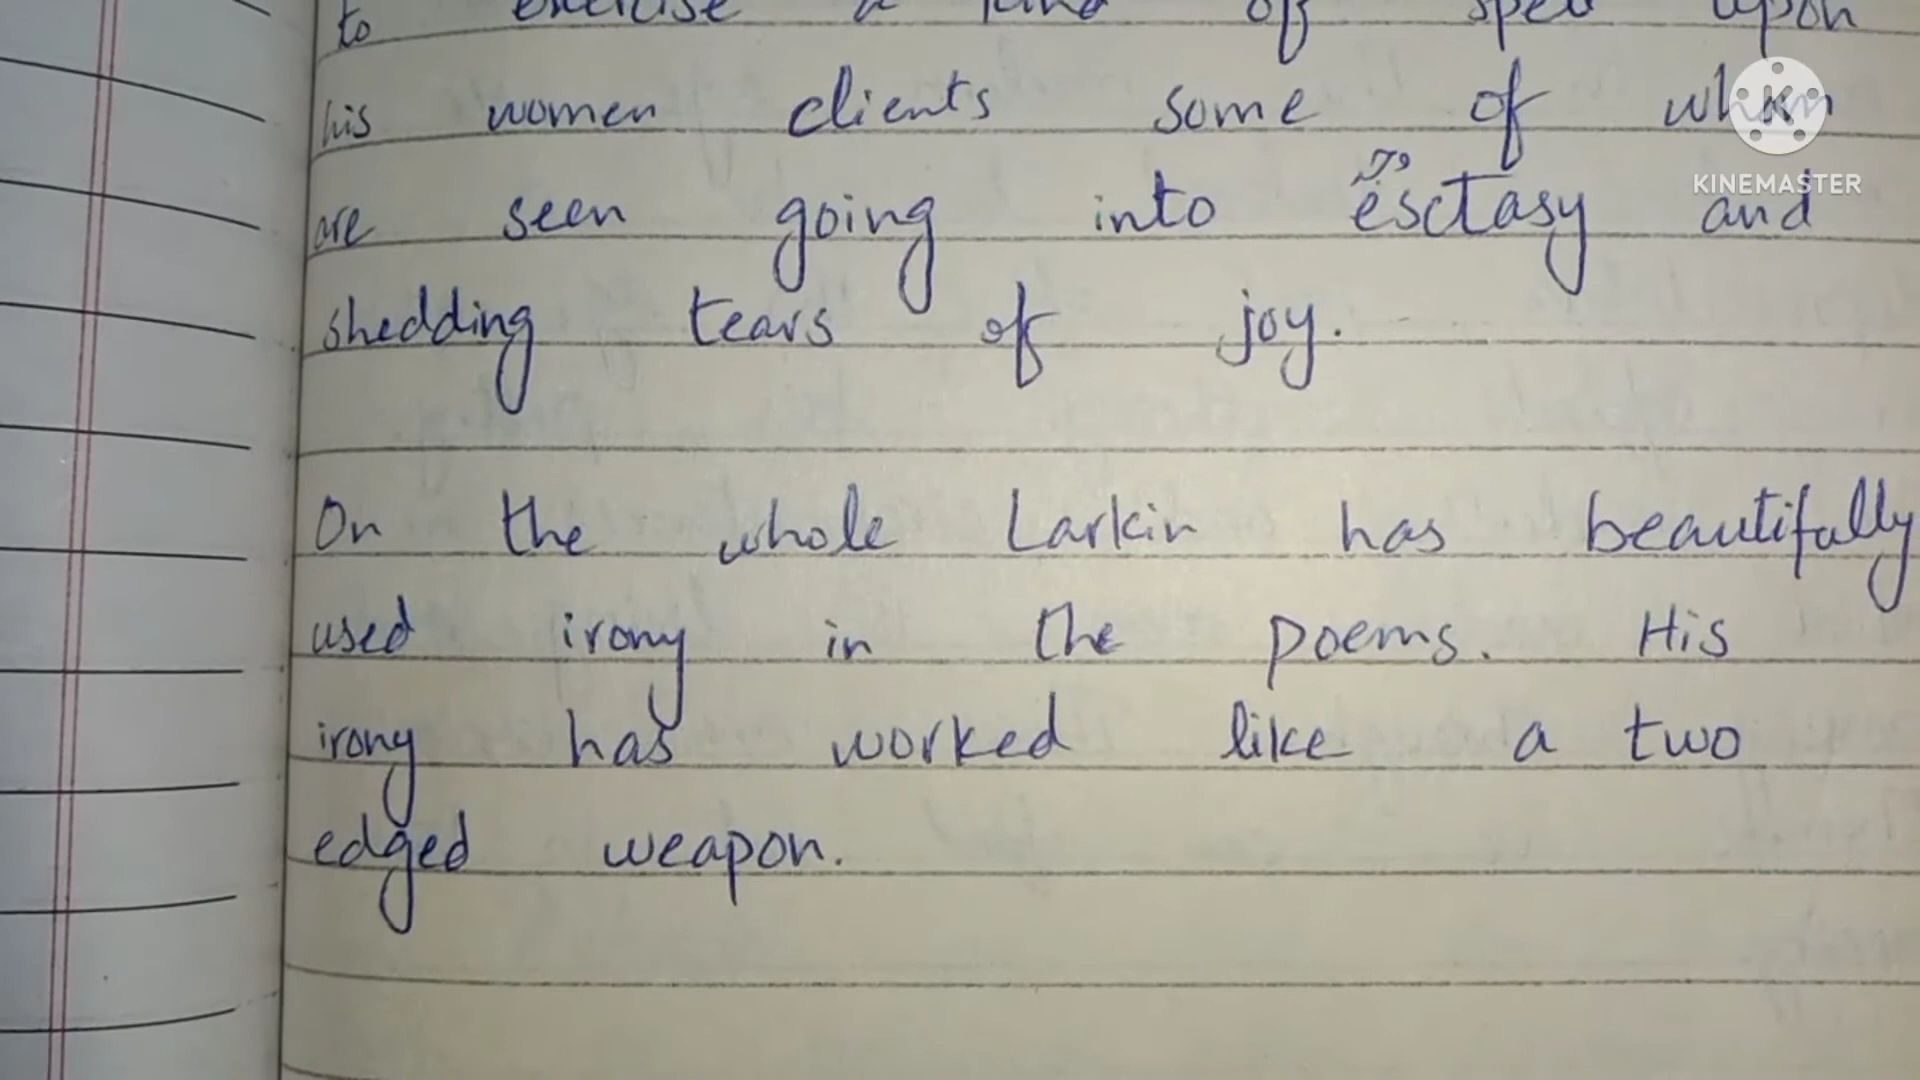 to exercise a kind of spell upon
his women clients some of whom
are seen going into esctasy and
shedding tears of joy.
On the whole Larkin has beautifully
used irony in the poems. His
irony has worked like a two
edged weapon.
KINEMASTER